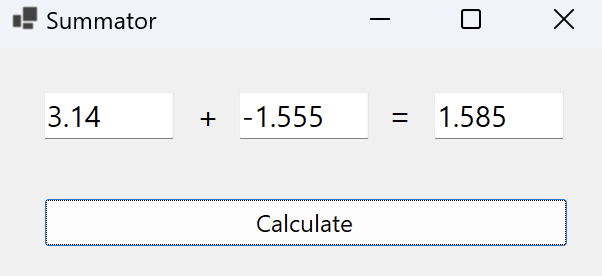 Summator
3.14 + -1.555 = 1.585
Calculate